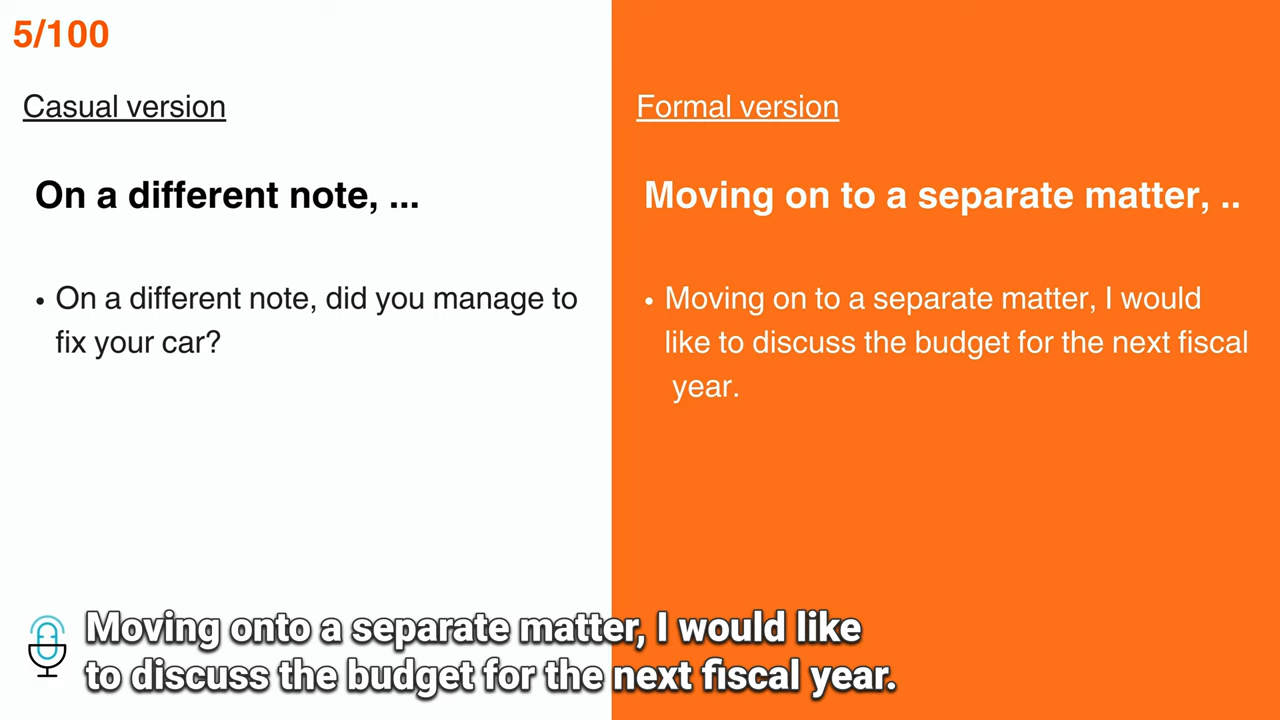 5/100
Casual version
On a different note, ...
• On a different note, did you manage to
fix your car?
Formal version
Moving on to a separate matter, ..
• Moving on to a separate matter, I would
like to discuss the budget for the next fiscal
year.
Moving onto a separate matter, I would like
to discuss the budget for the next fiscal year.